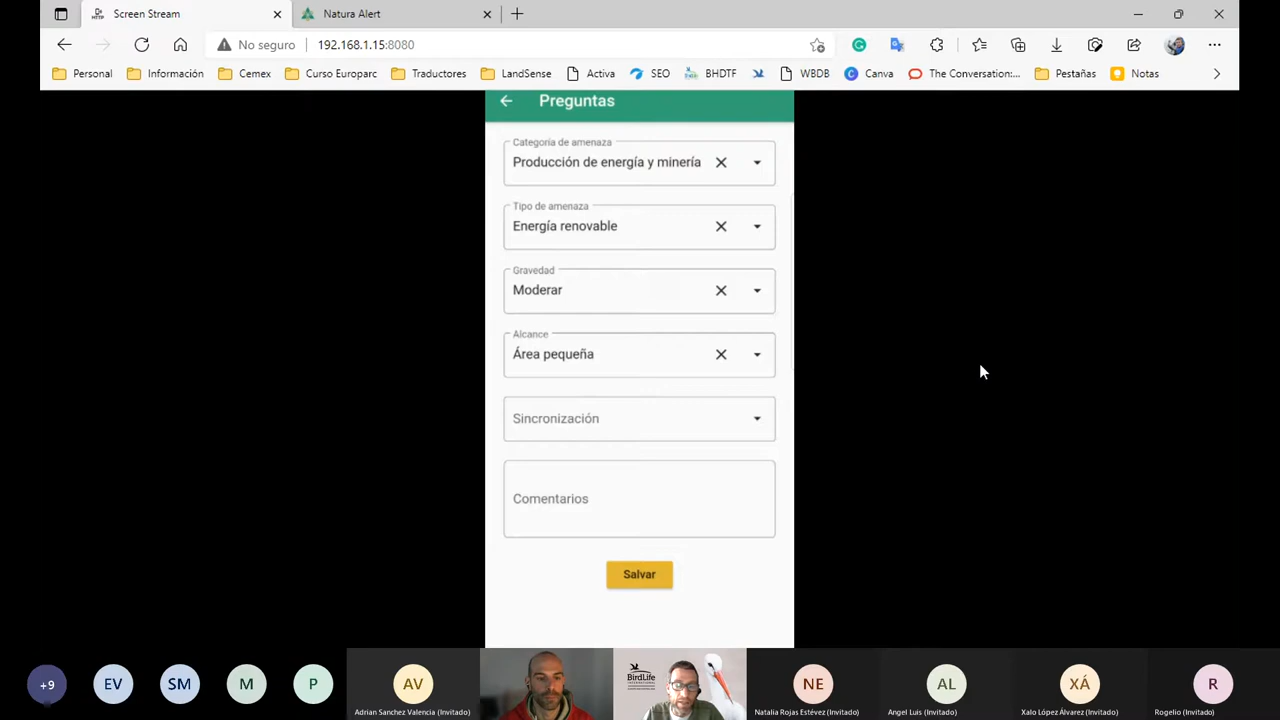 Screen Stream
Natura Alert
No seguro
192.168.1.15:8080
Personal
Información
Cemex
Curso Europarc
Traductores
LandSense
Activa
SEO
BHDTF
WBDB
Canva
The Conversation:...
Pestañas
Notas
Preguntas
Categoría de amenaza
Producción de energía y minería
Tipo de amenaza
Energía renovable
Gravedad
Moderar
Alcance
Área pequeña
Sincronización
Comentarios
Salvar
+9
EV
SM
M
P
AV
Adrian Sanchez Valencia (Invitado)
BirdLife
INTERNATIONAL
NE
Natalia Rojas Estévez (Invitado)
AL
Angel Luis (Invitado)
XÁ
Xalo López Álvarez (Invitado)
R
Rogelio (Invitado)